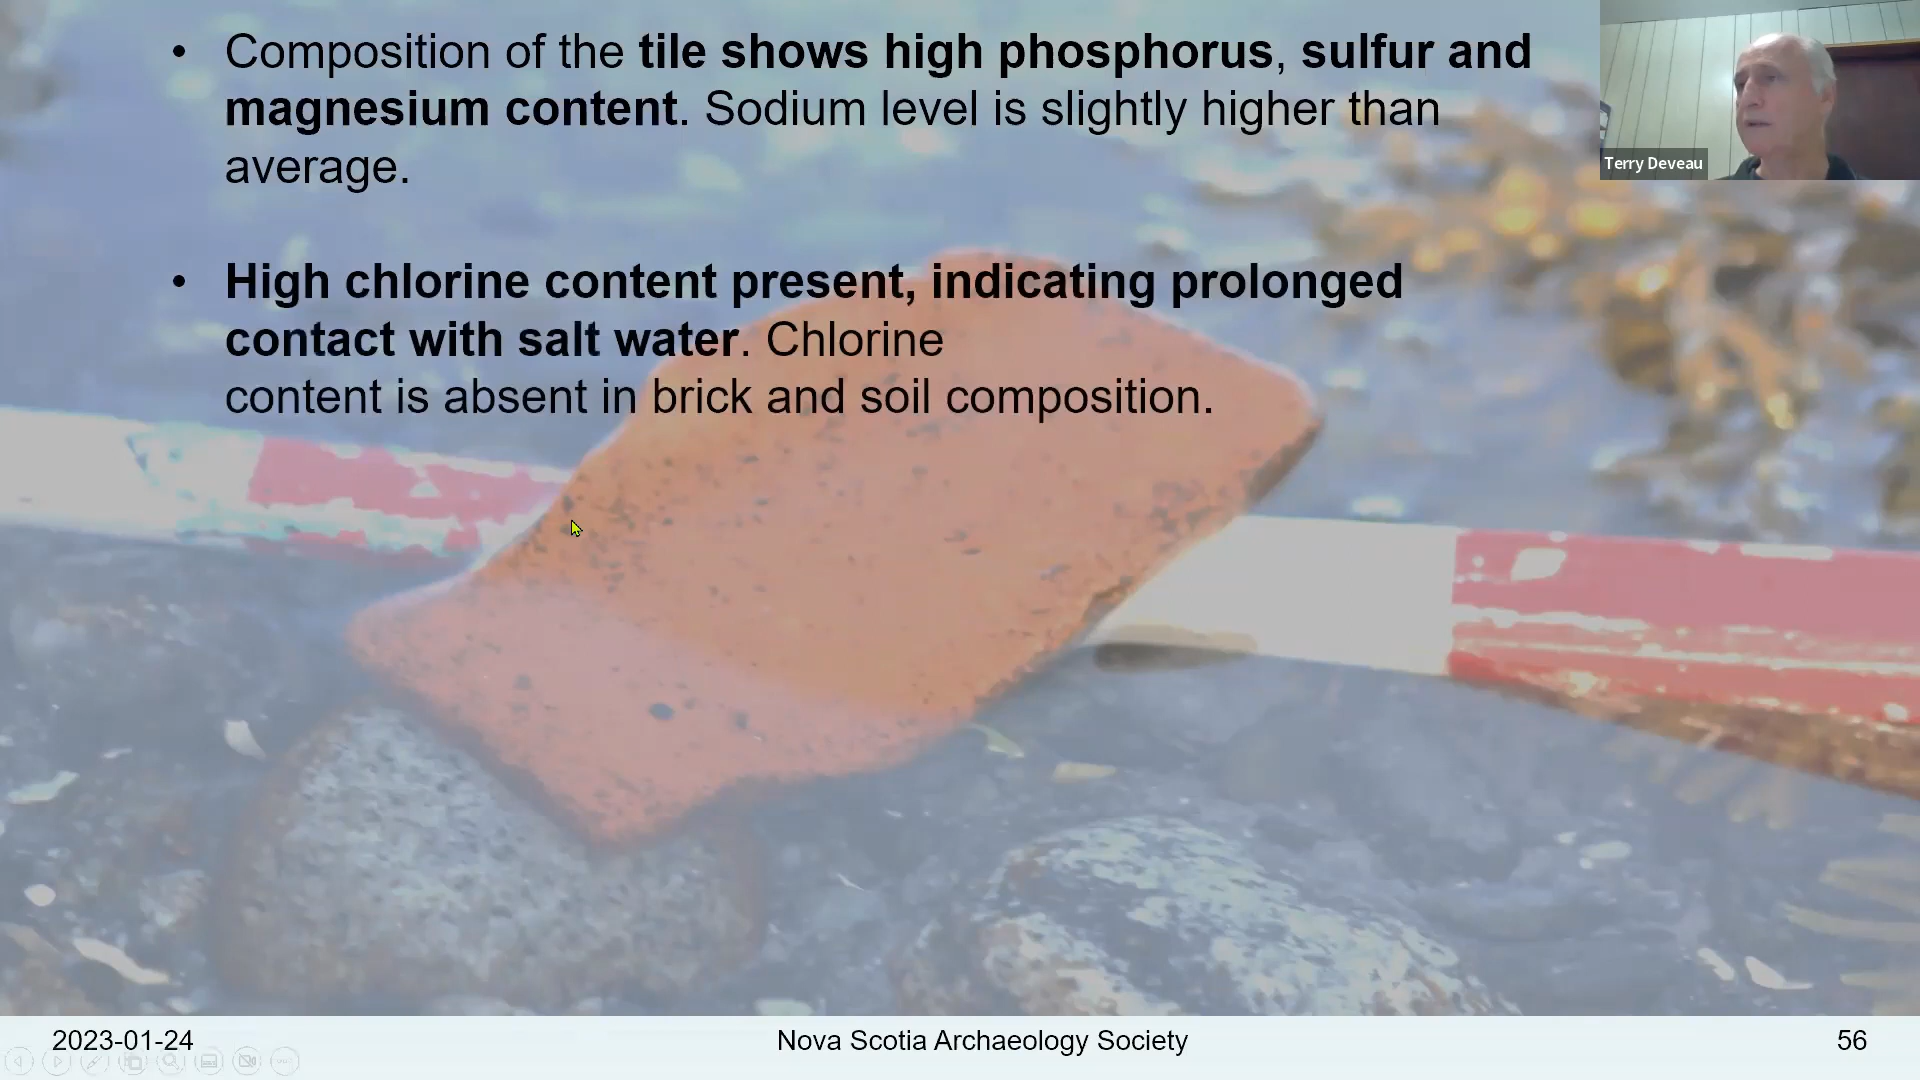 • Composition of the tile shows high phosphorus, sulfur and
magnesium content. Sodium level is slightly higher than
average.
• High chlorine content present, indicating prolonged
contact with salt water. Chlorine
content is absent in brick and soil composition.
Terry Deveau
2023-01-24
Nova Scotia Archaeology Society
56